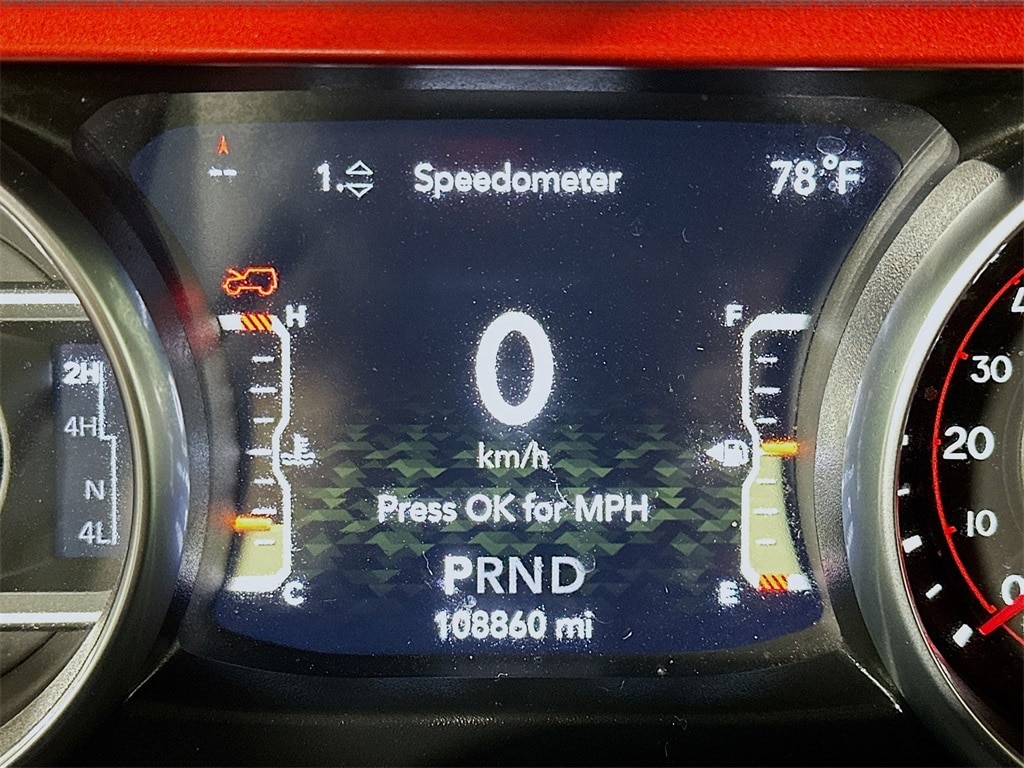 --
1. Speedometer 78°F
H
F
0
2H
30
4H
20
km/h
N
Press OK for MPH
10
4L
PRND
C
E
0
108860 mi